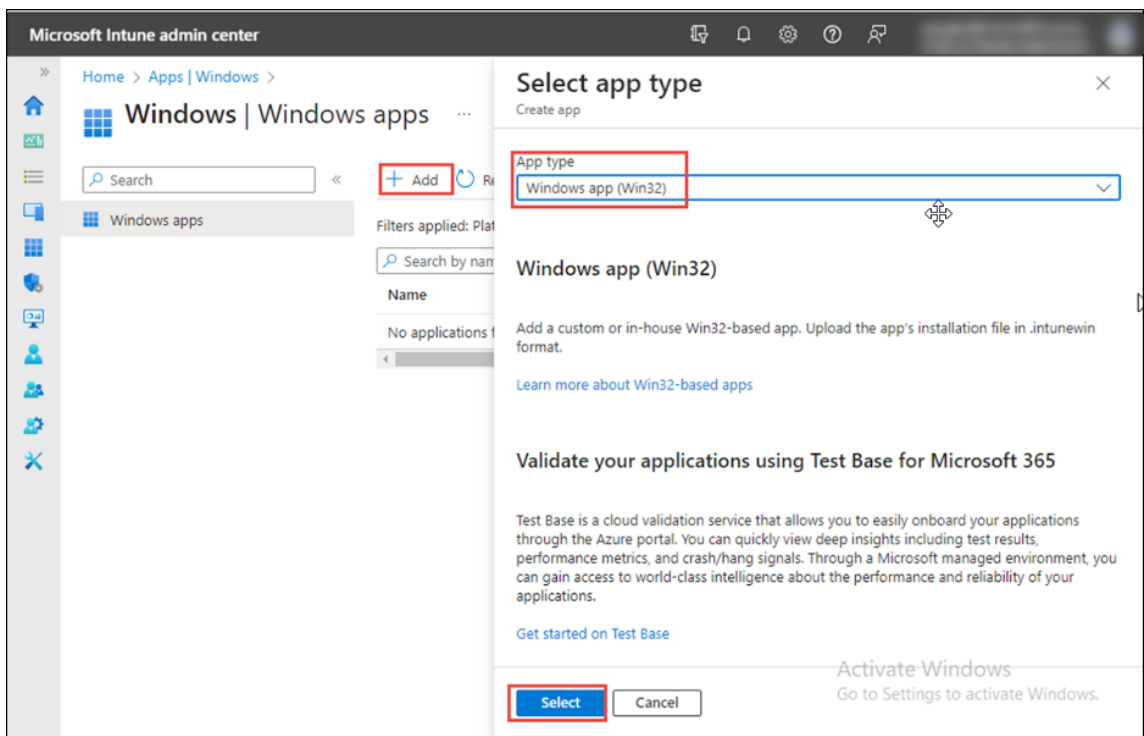 Microsoft Intune admin center
Home > Apps | Windows >
Windows | Windows apps ...
Search
Windows apps
+ Add
Filters applied: Plat
Search by nam
Name
No applications f
Select app type
Create app
App type
Windows app (Win32)
Windows app (Win32)
Add a custom or in-house Win32-based app. Upload the app's installation file in .intunewin
format.
Learn more about Win32-based apps
Validate your applications using Test Base for Microsoft 365
Test Base is a cloud validation service that allows you to easily onboard your applications
through the Azure portal. You can quickly view deep insights including test results,
performance metrics, and crash/hang signals. Through a Microsoft managed environment, you
can gain access to world-class intelligence about the performance and reliability of your
applications.
Get started on Test Base
Activate Windows
Go to Settings to activate Windows.
Select
Cancel